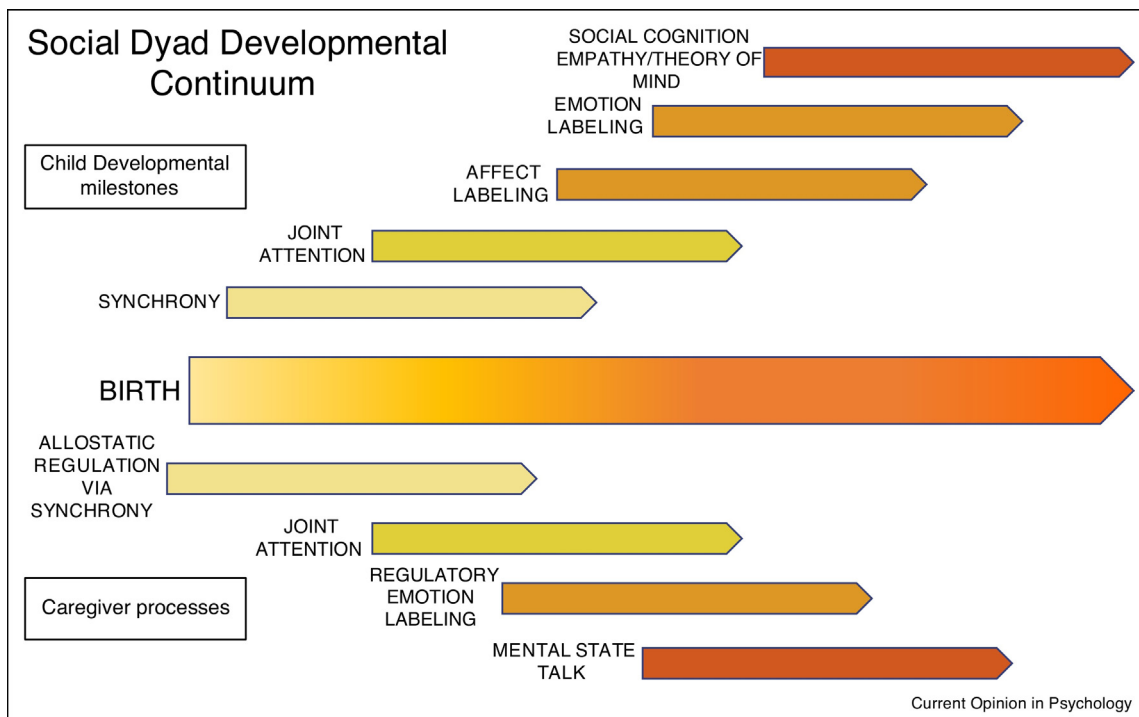 Social Dyad Developmental
Continuum
SOCIAL COGNITION
EMPATHY/THEORY OF
MIND
EMOTION
LABELING
Child Developmental
milestones
AFFECT
LABELING
JOINT
ATTENTION
SYNCHRONY
BIRTH
ALLOSTATIC
REGULATION
VIA
SYNCHRONY
JOINT
ATTENTION
REGULATORY
EMOTION
LABELING
Caregiver processes
MENTAL STATE
TALK
Current Opinion in Psychology